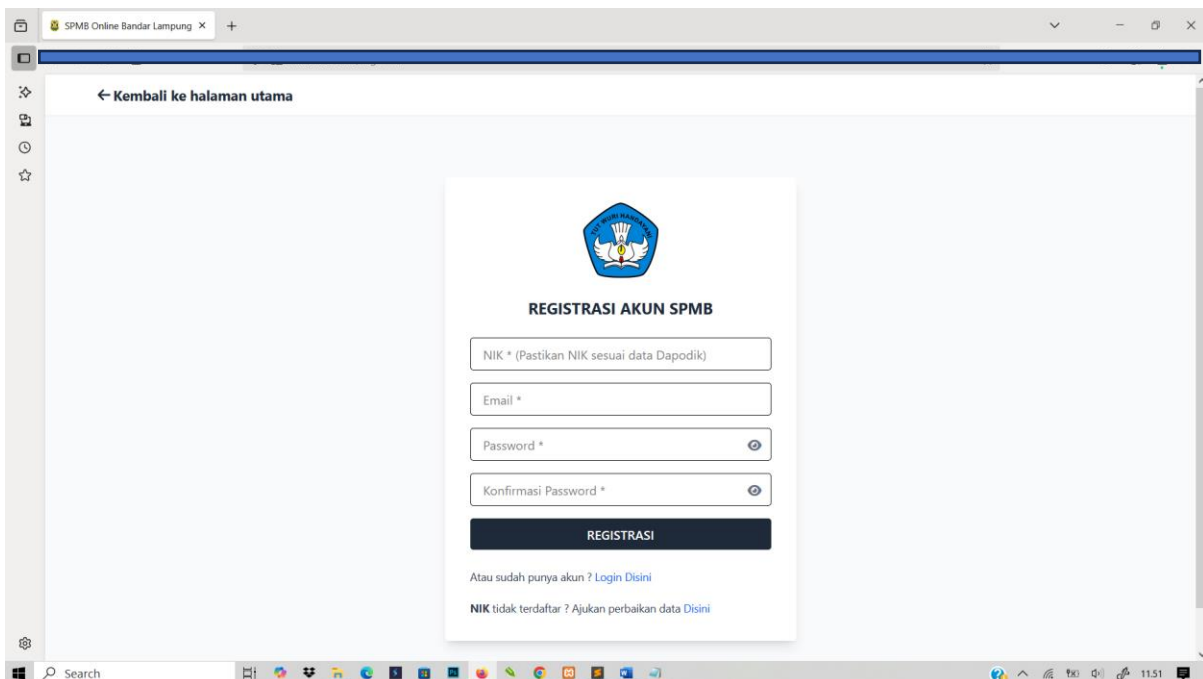 SPMB Online Bandar Lampung
Kembali ke halaman utama
TUT WURI HANDAYANI
REGISTRASI AKUN SPMB
NIK * (Pastikan NIK sesuai data Dapodik)
Email *
Password *
Konfirmasi Password *
REGISTRASI
Atau sudah punya akun ? Login Disini
NIK tidak terdaftar ? Ajukan perbaikan data Disini
Search
11.51